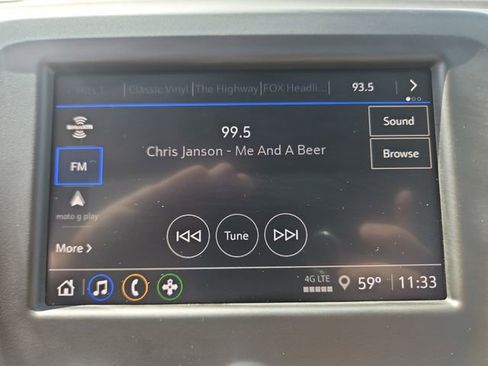 Classic Vinyl The Highway FOX Headli... 93.5 >
SiriusXM
99.5
Sound
Chris Janson - Me And A Beer
Browse
FM
moto g play
Tune
More >
4G LTE
59° 11:33